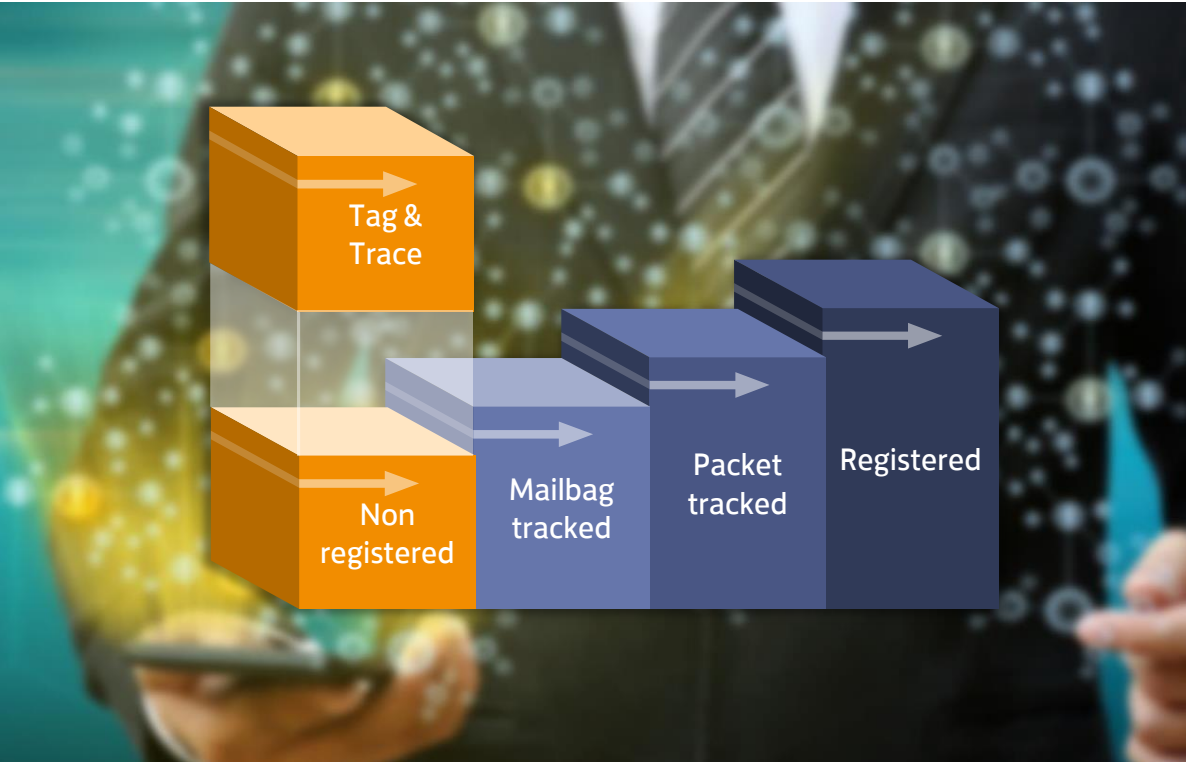 Tag &
Trace
Non
registered
Mailbag
tracked
Packet
tracked
Registered